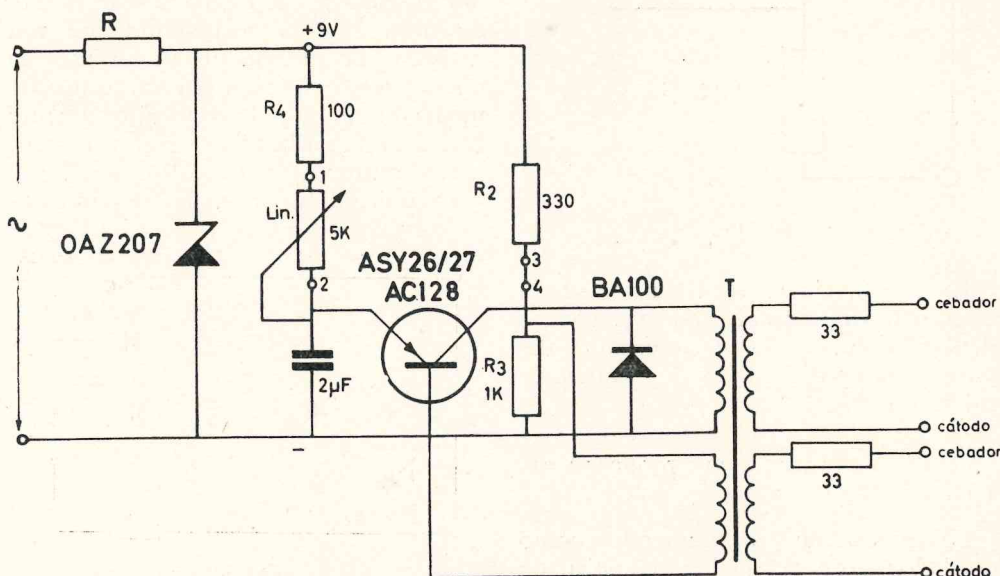 R
+9V
R4
100
1
Lin.
5K
2
~
OAZ207
ASY26/27
AC128
2µF
-
R2
330
3
4
R3
1K
BA100
T
33
cebador
cátodo
cebador
33
cátodo